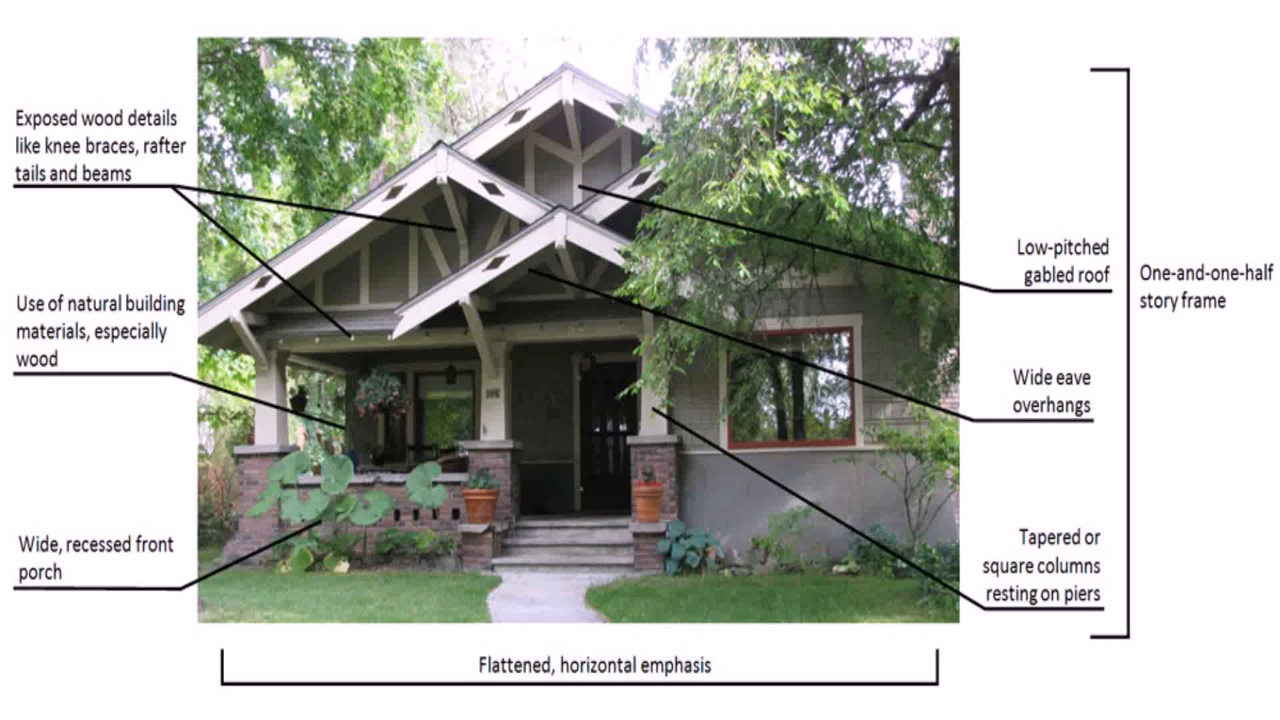 Exposed wood details
like knee braces, rafter
tails and beams
Use of natural building
materials, especially
wood
Wide, recessed front
porch
Low-pitched
gabled roof
Wide eave
overhangs
Tapered or
square columns
resting on piers
One-and-one-half
story frame
Flattened, horizontal emphasis